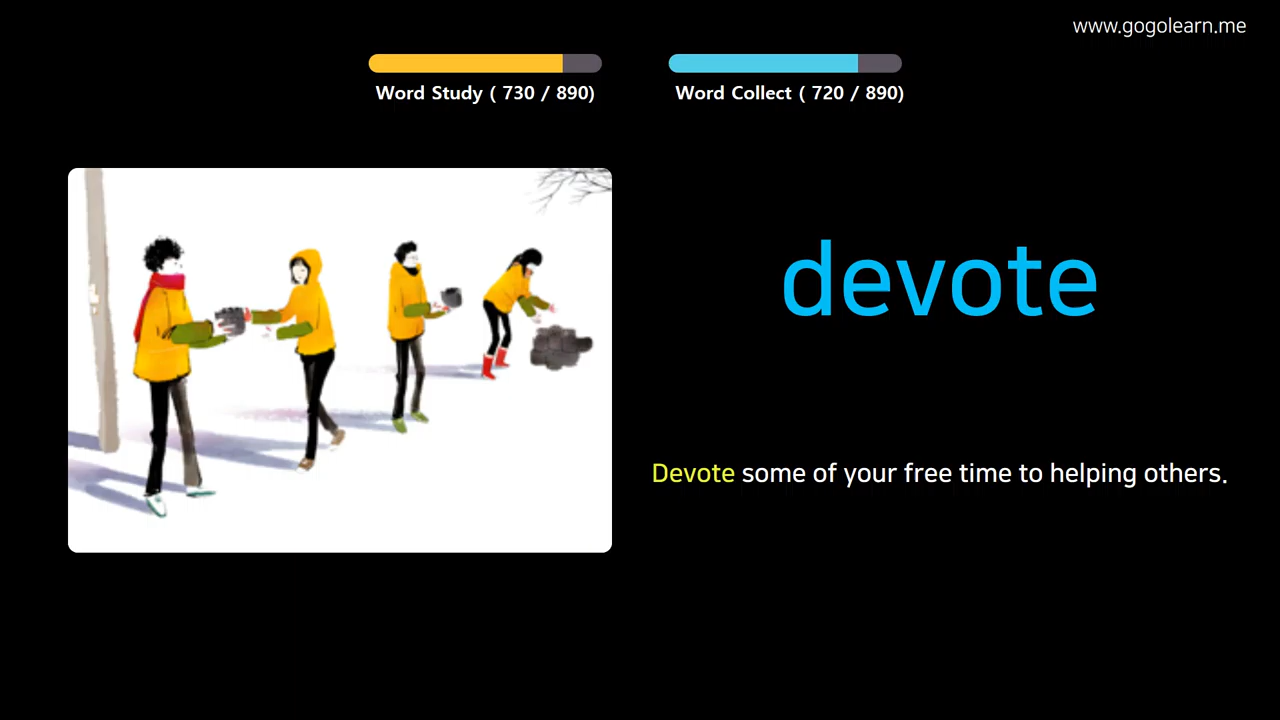 www.gogolearn.me
Word Study ( 730 / 890)
Word Collect ( 720 / 890)
devote
Devote some of your free time to helping others.